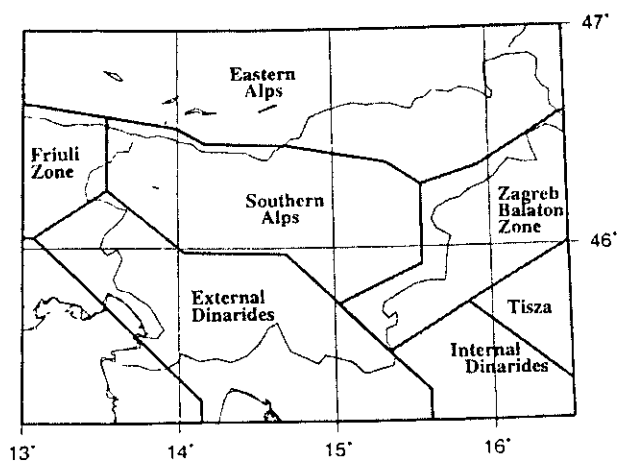 47°
Eastern
Alps
Friuli
Zone
Southern
Alps
Zagreb
Balaton
Zone
46°
External
Dinarides
Tisza
Internal
Dinarides
13°
14°
15°
16°